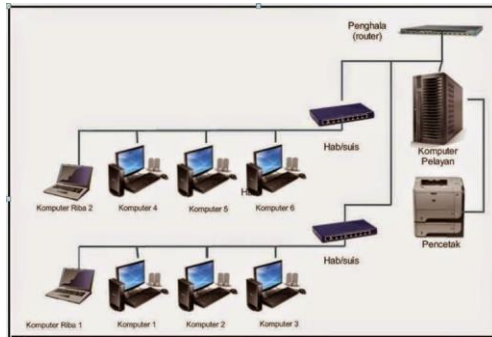 Penghala
(router)
Hab/suis
Komputer
Pelayan
Komputer Riba 2
Komputer 4
Komputer 5
Komputer 6
Hab/suis
Pencetak
Komputer Riba 1
Komputer 1
Komputer 2
Komputer 3